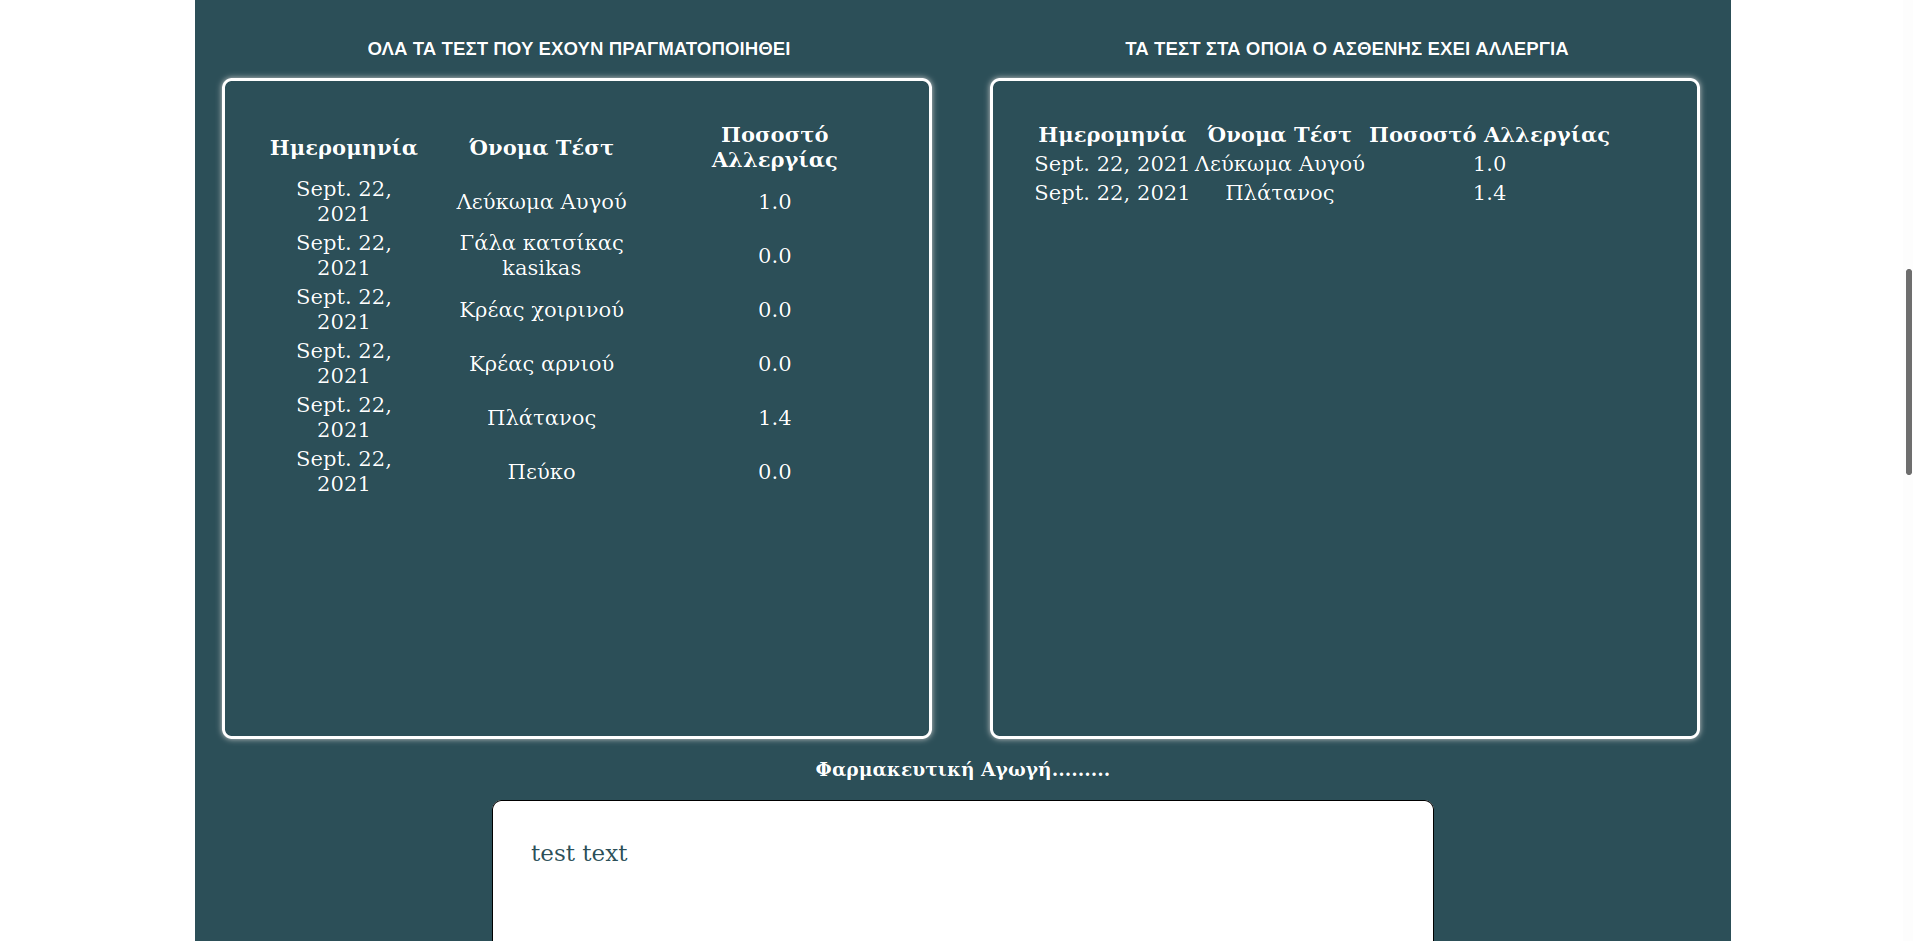 ΟΛΑ ΤΑ ΤΕΣΤ ΠΟΥ ΕΧΟΥΝ ΠΡΑΓΜΑΤΟΠΟΙΗΘΕΙ
Ημερομηνία Όνομα Τέστ Ποσοστό
Αλλεργίας
Sept. 22,
2021 Λεύκωμα Αυγού 1.0
Sept. 22,
2021 Γάλα κατσίκας
kasikas 0.0
Sept. 22,
2021 Κρέας χοιρινού 0.0
Sept. 22,
2021 Κρέας αρνιού 0.0
Sept. 22,
2021 Πλάτανος 1.4
Sept. 22,
2021 Πεύκο 0.0
ΤΑ ΤΕΣΤ ΣΤΑ ΟΠΟΙΑ Ο ΑΣΘΕΝΗΣ ΕΧΕΙ ΑΛΛΕΡΓΙΑ
Ημερομηνία Όνομα Τέστ Ποσοστό Αλλεργίας
Sept. 22, 2021 Λεύκωμα Αυγού 1.0
Sept. 22, 2021 Πλάτανος 1.4
Φαρμακευτική Αγωγή.........
test text